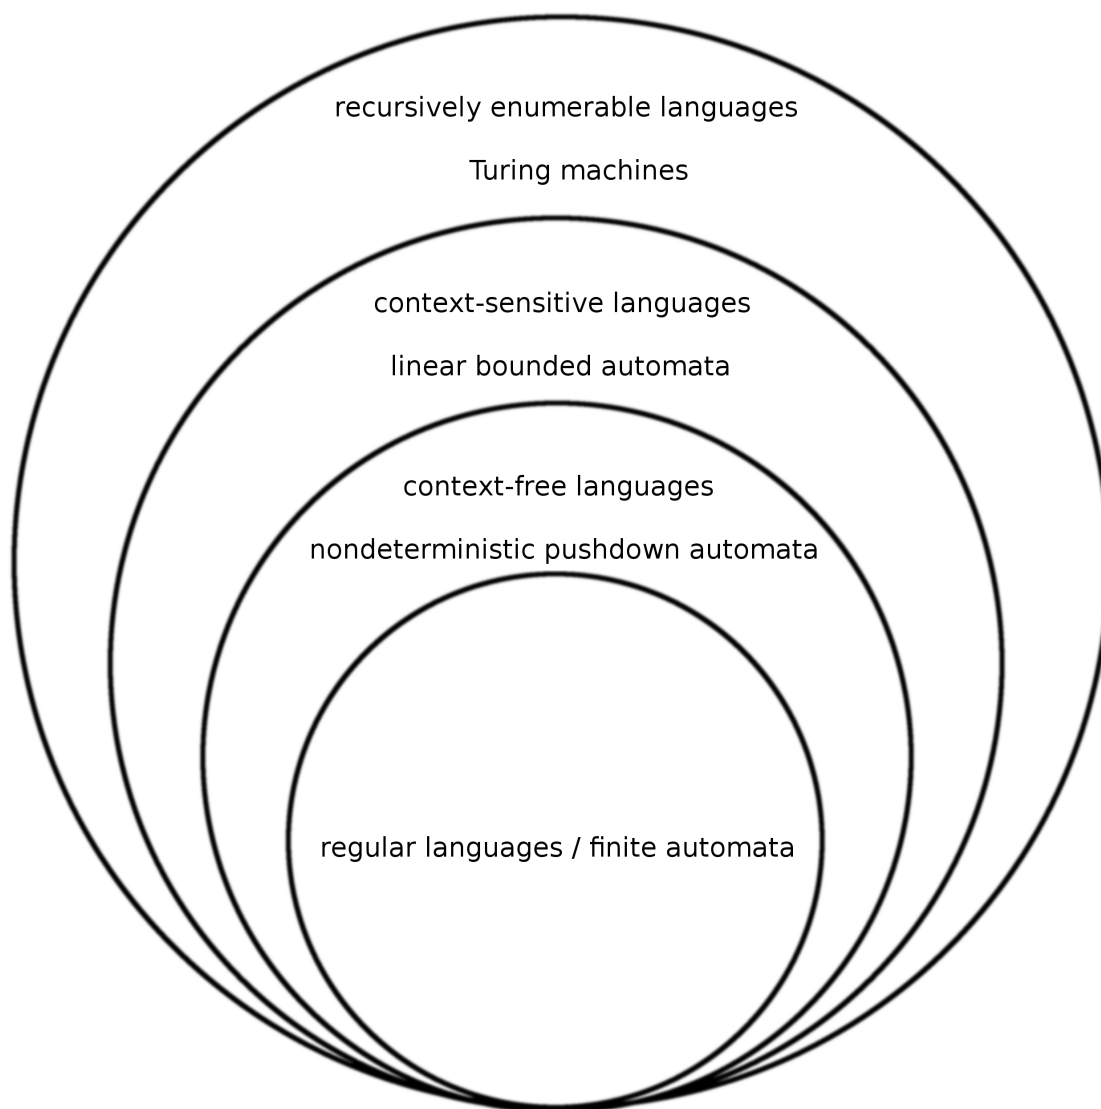 recursively enumerable languages
Turing machines
context-sensitive languages
linear bounded automata
context-free languages
nondeterministic pushdown automata
regular languages / finite automata